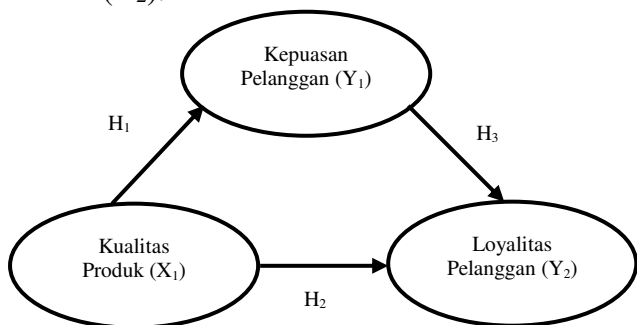 Kepuasan
Pelanggan (Y₁)
H₁
H₃
Kualitas
Produk (X₁)
Loyalitas
Pelanggan (Y₂)
H₂